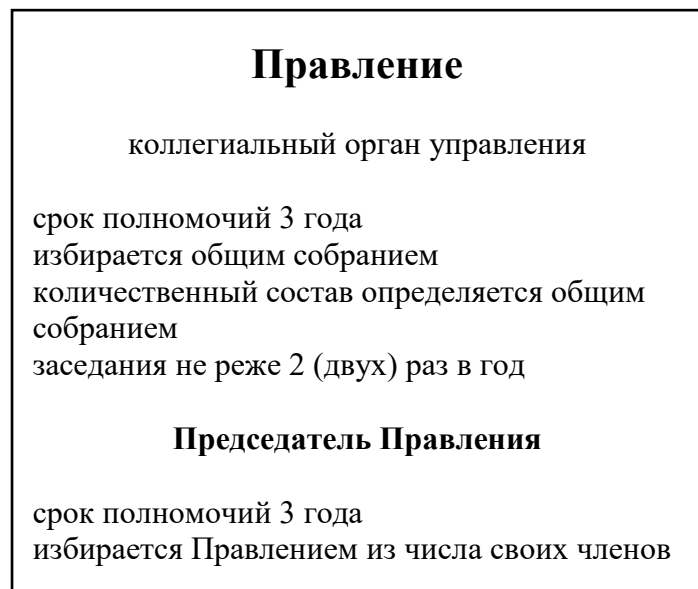 Правление
коллегиальный орган управления
срок полномочий 3 года
избирается общим собранием
количественный состав определяется общим
собранием
заседания не реже 2 (двух) раз в год
Председатель Правления
срок полномочий 3 года
избирается Правлением из числа своих членов